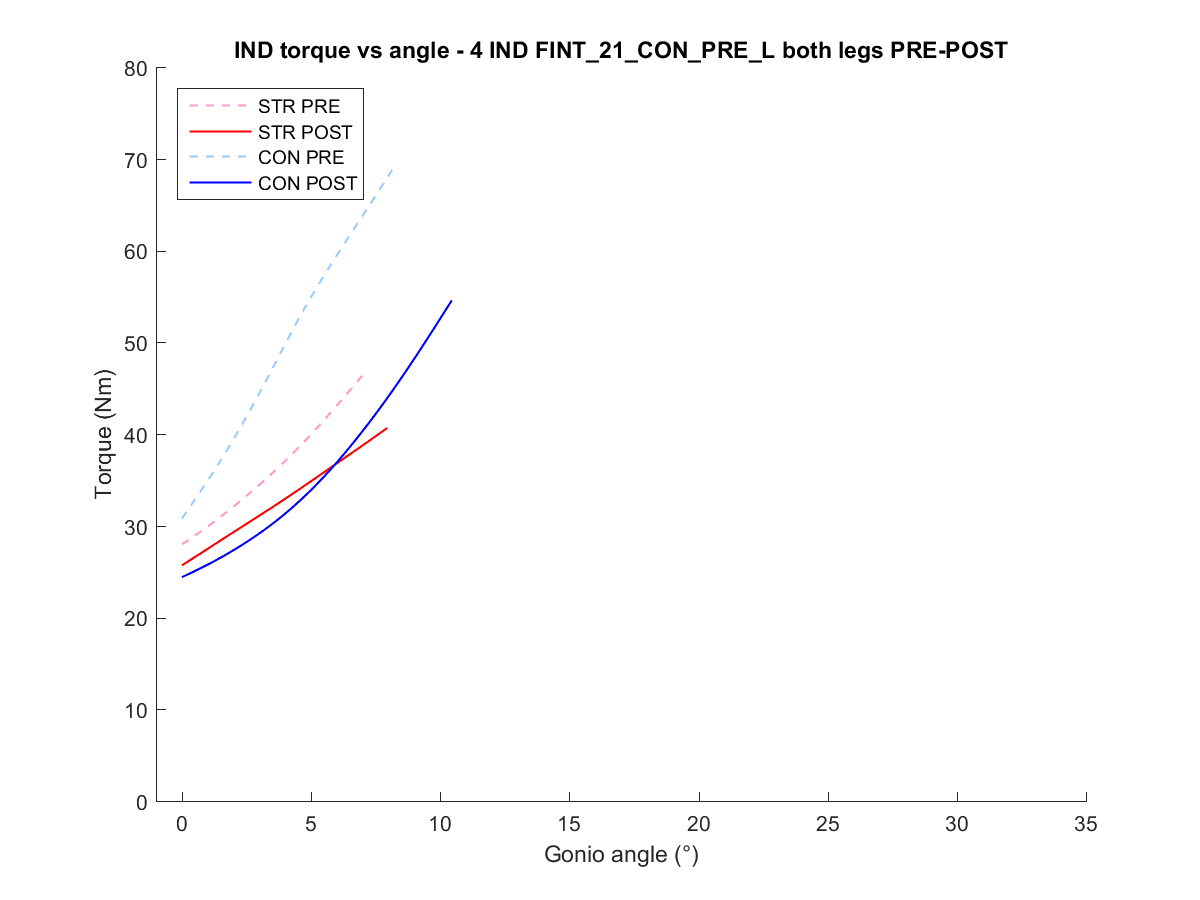 IND torque vs angle - 4 IND FINT_21_CON_PRE_L both legs PRE-POST
80
70
60
50
40
30
20
10
0
STR PRE
STR POST
CON PRE
CON POST
Torque (Nm)
0 5 10 15 20 25 30 35
Gonio angle (°)